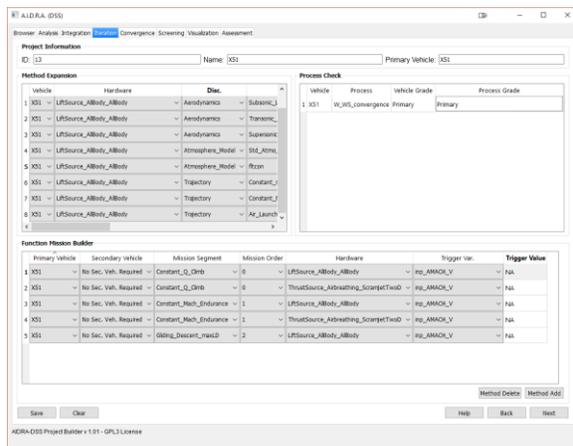 A.I.D.R.A. (DSS)
Browser Analysis Integration Iteration Convergence Screening Visualization Assessment
Project Information
ID: 13 Name: X51 Primary Vehicle: X51
Method Expansion
Vehicle Hardware Disc.
1 X51 LiftSource_AllBody_AllBody Aerodynamics Subsonic_L
2 X51 LiftSource_AllBody_AllBody Aerodynamics Transonic_
3 X51 LiftSource_AllBody_AllBody Aerodynamics Supersonic
4 X51 LiftSource_AllBody_AllBody Atmosphere_Model Std_Atmo_
5 X51 LiftSource_AllBody_AllBody Atmosphere_Model fltcon
6 X51 LiftSource_AllBody_AllBody Trajectory Constant_
7 X51 LiftSource_AllBody_AllBody Trajectory Constant_
8 X51 LiftSource_AllBody_AllBody Trajectory Air_Launch
Process Check
Vehicle Process Vehicle Grade Process Grade
1 X51 W_WS_convergence Primary Primary
Function Mission Builder
Primary Vehicle Secondary Vehicle Mission Segment Mission Order Hardware Trigger Var. Trigger Value
1 X51 No Sec. Veh. Required Constant_Q_Climb 0 LiftSource_AllBody_AllBody inp_AMACH_V NA
2 X51 No Sec. Veh. Required Constant_Q_Climb 0 ThrustSource_Airbreathing_ScramjetTwoD inp_AMACH_V NA
3 X51 No Sec. Veh. Required Constant_Mach_Endurance 1 LiftSource_AllBody_AllBody inp_AMACH_V NA
4 X51 No Sec. Veh. Required Constant_Mach_Endurance 1 ThrustSource_Airbreathing_ScramjetTwoD inp_AMACH_V NA
5 X51 No Sec. Veh. Required Gliding_Descent_maxLD 2 LiftSource_AllBody_AllBody inp_AMACH_V NA
Method Delete Method Add
Save Clear Help Back Next
AIDRA-DSS Project Builder v 1.01 - GPL3 License